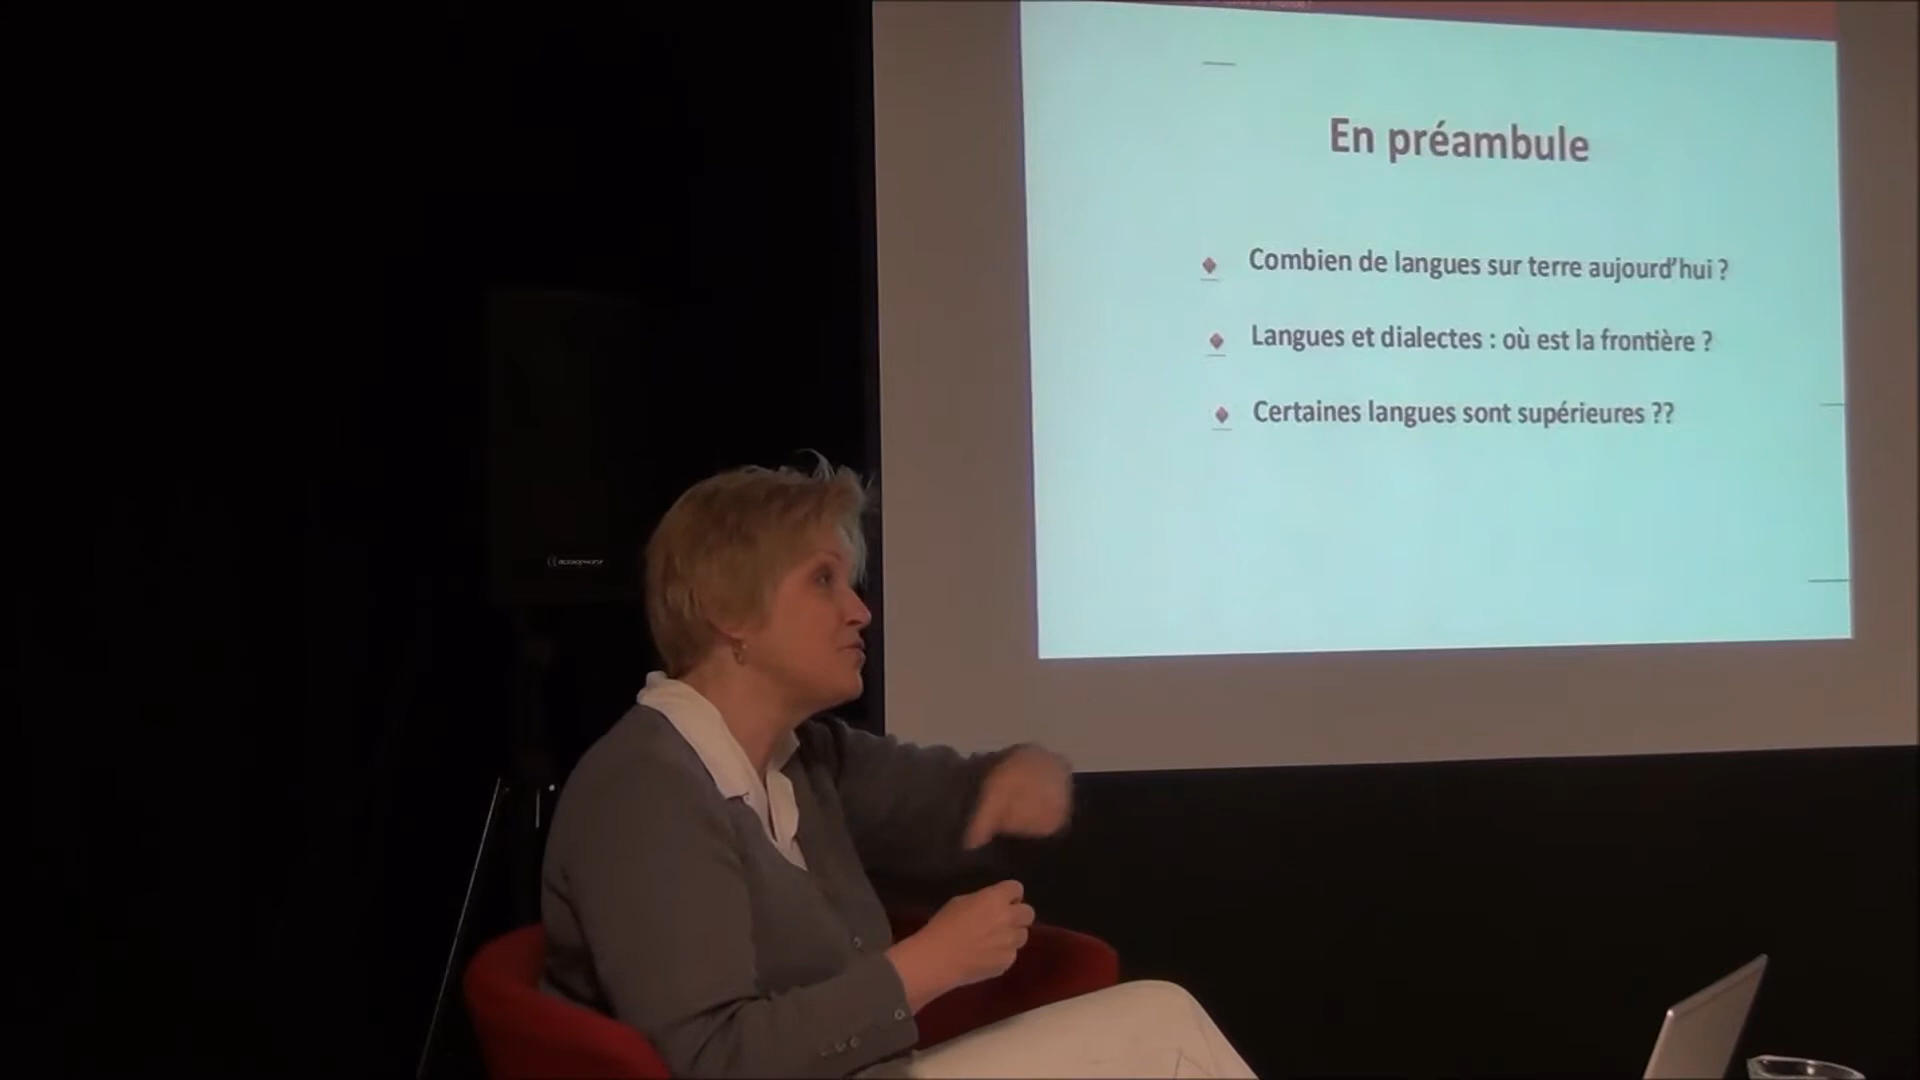 En préambule
Combien de langues sur terre aujourd'hui ?
Langues et dialectes : où est la frontière ?
Certaines langues sont supérieures ??